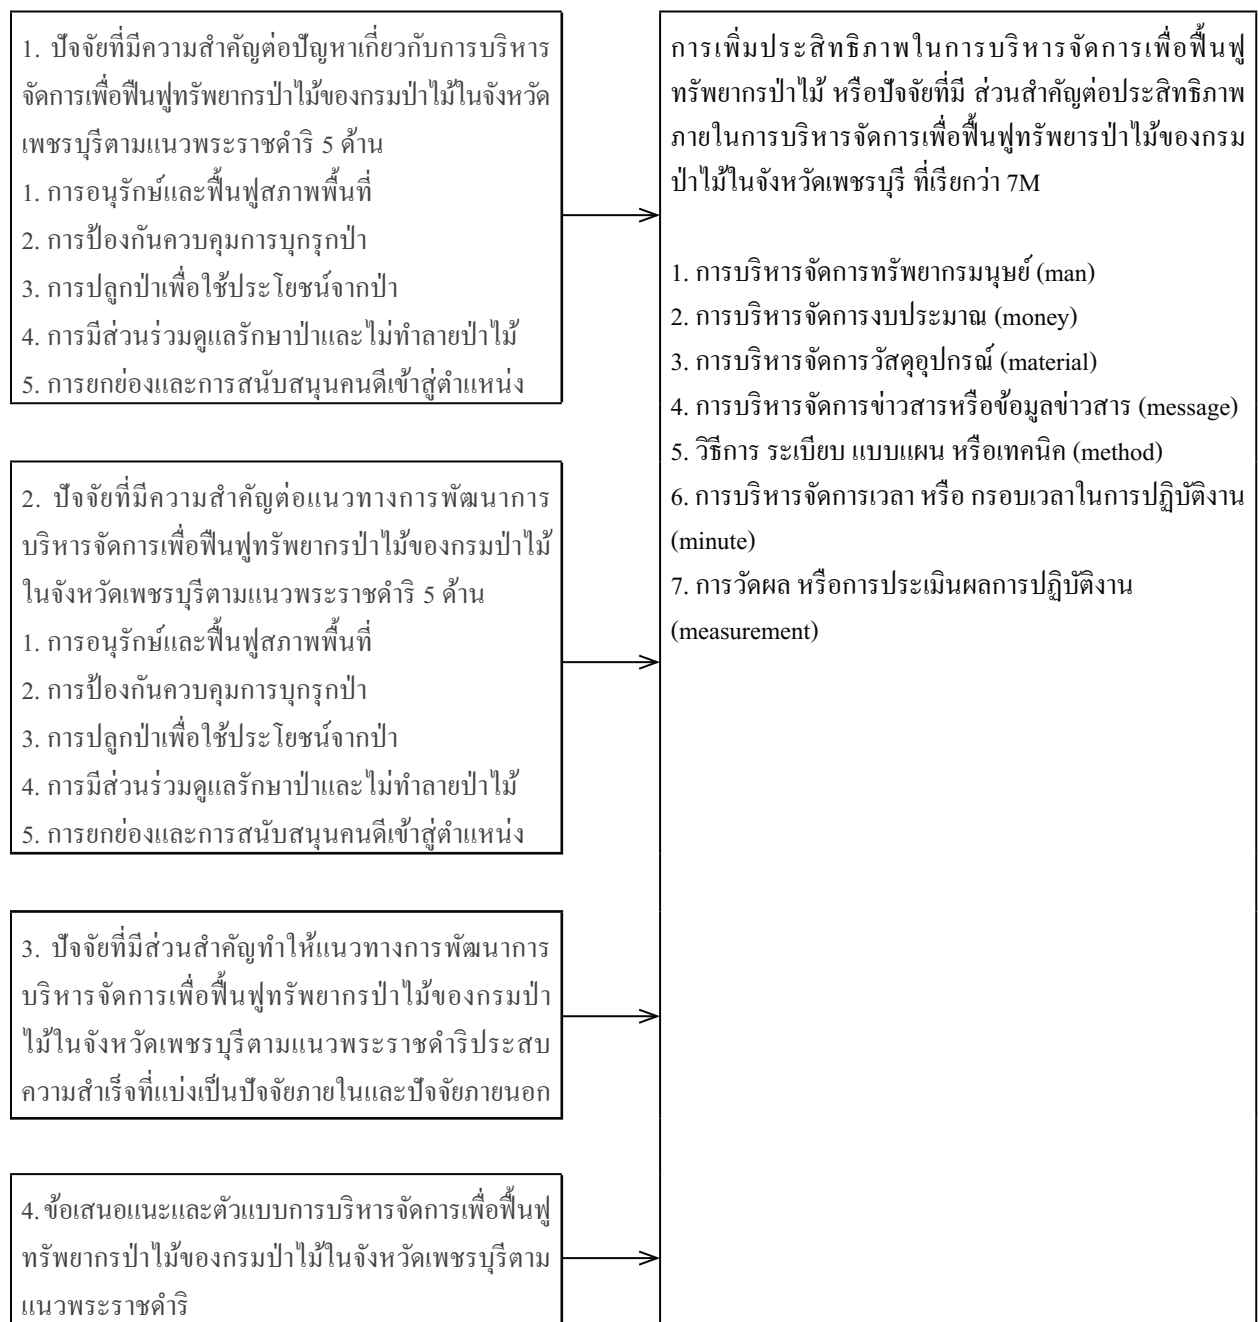 1. ปัจจัยที่มีความสำคัญต่อปัญหาเกี่ยวกับการบริหาร
จัดการเพื่อฟืนฟูทรัพยากรป่าไม้ของกรมป่าไม้ในจังหวัด
เพชรบุรีตามแนวพระราชดำริ 5 ด้าน
1. การอนุรักษ์และฟื้นฟูสภาพพื้นที่
2. การป้องกันควบคุมการบุกรุกป่า
3. การปลูกป่าเพื่อใช้ประโยชน์จากป่า
4. การมีส่วนร่วมดูแลรักษาป่าและไม่ทำลายป่าไม้
5. การยกย่องและการสนับสนุนคนดีเข้าสู่ตำแหน่ง
2. ปัจจัยที่มีความสำคัญต่อแนวทางการพัฒนาการ
บริหารจัดการเพื่อฟืนฟูทรัพยากรป่าไม้ของกรมป่าไม้
ในจังหวัดเพชรบุรีตามแนวพระราชดำริ 5 ด้าน
1. การอนุรักษ์และฟื้นฟูสภาพพื้นที่
2. การป้องกันควบคุมการบุกรุกป่า
3. การปลูกป่าเพื่อใช้ประโยชน์จากป่า
4. การมีส่วนร่วมดูแลรักษาป่าและไม่ทำลายป่าไม้
5. การยกย่องและการสนับสนุนคนดีเข้าสู่ตำแหน่ง
3. ปัจจัยที่มีส่วนสำคัญทำให้แนวทางการพัฒนาการ
บริหารจัดการเพื่อฟื้นฟูทรัพยากรป่าไม้ของกรมป่า
ไม้ในจังหวัดเพชรบุรีตามแนวพระราชดำริประสบ
ความสำเร็จที่แบ่งเป็นปัจจัยภายในและปัจจัยภายนอก
4. ข้อเสนอแนะและตัวแบบการบริหารจัดการเพื่อฟื้นฟู
ทรัพยากรป่าไม้ของกรมป่าไม้ในจังหวัดเพชรบุรีตาม
แนวพระราชดำริ
การเพิ่มประสิทธิภาพในการบริหารจัดการเพื่อฟื้นฟู
ทรัพยากรป่าไม้ หรือปัจจัยที่มี ส่วนสำคัญต่อประสิทธิภาพ
ภายในการบริหารจัดการเพื่อฟื้นฟูทรัพยารป่าไม้ของกรม
ป่าไม้ในจังหวัดเพชรบุรี ที่เรียกว่า 7M
1. การบริหารจัดการทรัพยากรมนุษย์ (man)
2. การบริหารจัดการงบประมาณ (money)
3. การบริหารจัดการวัสดุอุปกรณ์ (material)
4. การบริหารจัดการข่าวสารหรือข้อมูลข่าวสาร (message)
5. วิธีการ ระเบียบ แบบแผน หรือเทคนิค (method)
6. การบริหารจัดการเวลา หรือ กรอบเวลาในการปฏิบัติงาน
(minute)
7. การวัดผล หรือการประเมินผลการปฏิบัติงาน
(measurement)